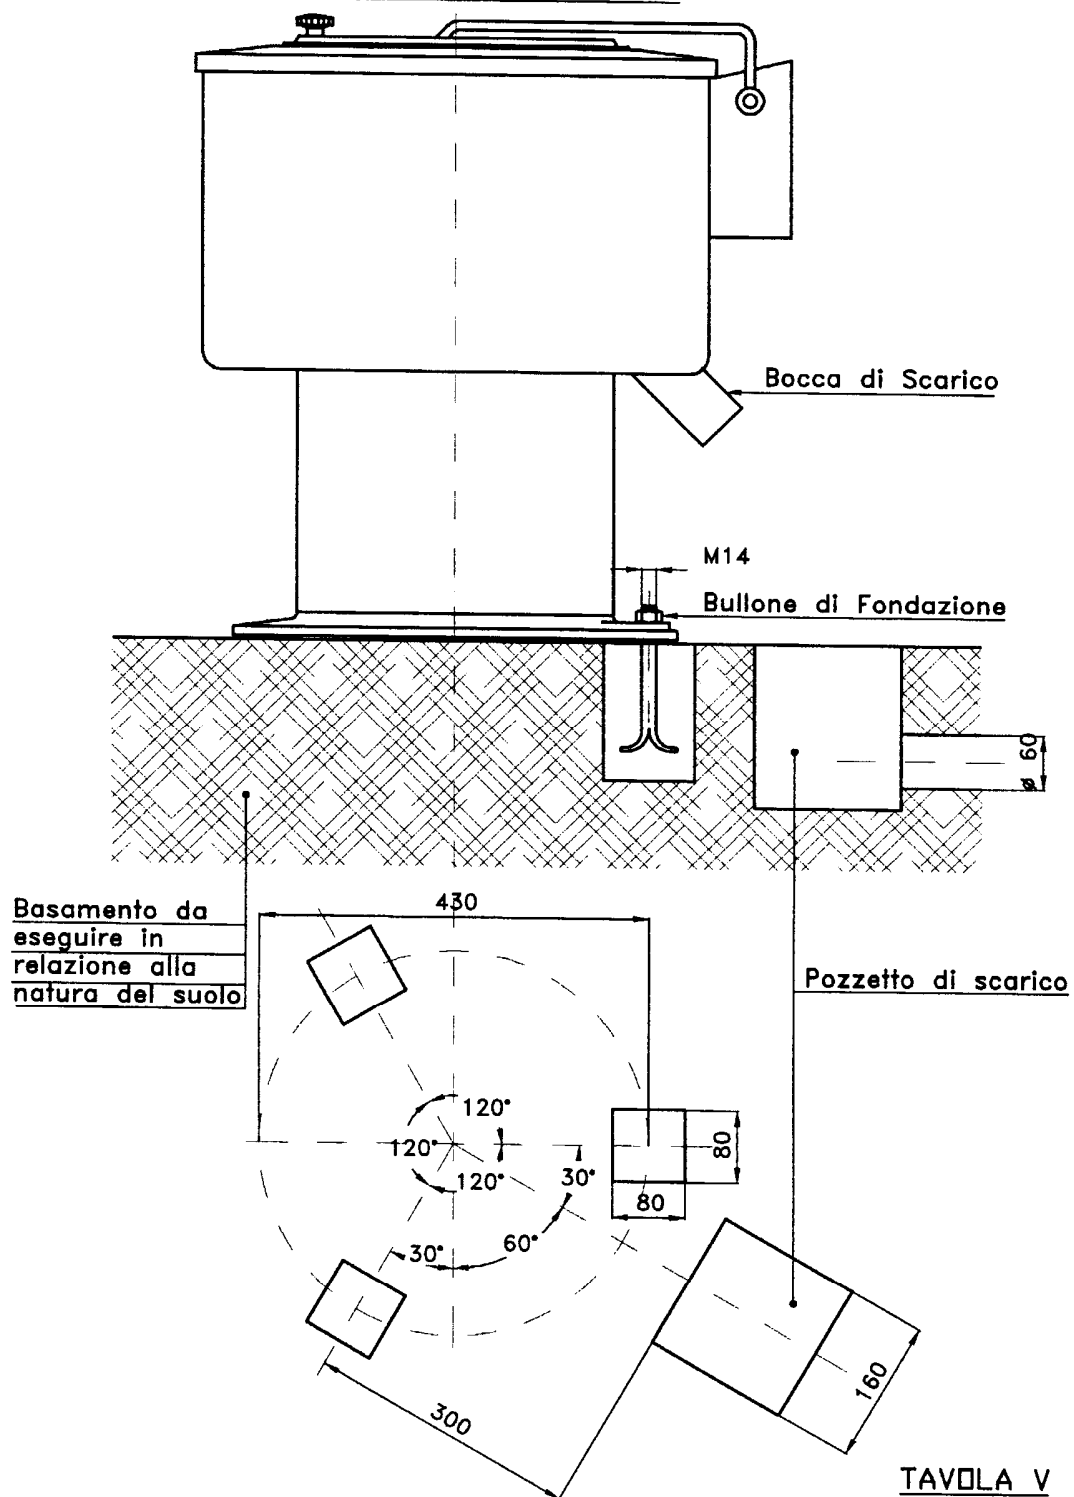 Bocca di Scarico
M14
Bullone di Fondazione
ø 60
430
Basamento da
eseguire in
relazione alla
natura del suolo
Pozzetto di scarico
120°
120°
120°
30°
80
80
60°
30°
300
160
TAVOLA V